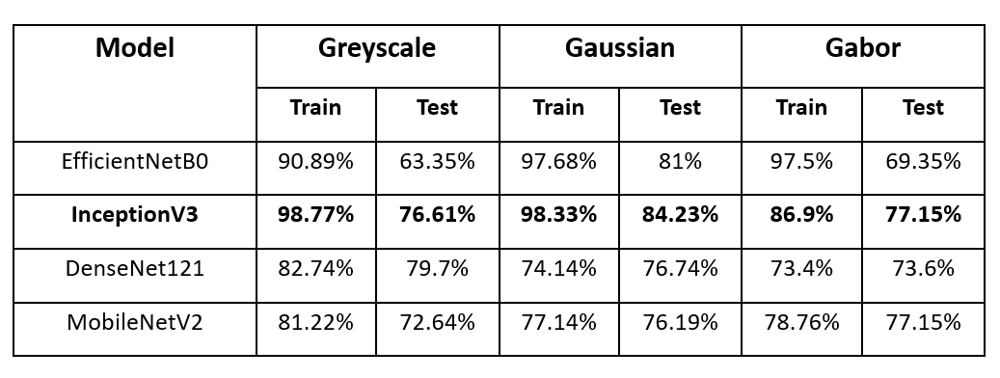 Model Greyscale Gaussian Gabor
Train Test Train Test Train Test
EfficientNetB0 90.89% 63.35% 97.68% 81% 97.5% 69.35%
InceptionV3 98.77% 76.61% 98.33% 84.23% 86.9% 77.15%
DenseNet121 82.74% 79.7% 74.14% 76.74% 73.4% 73.6%
MobileNetV2 81.22% 72.64% 77.14% 76.19% 78.76% 77.15%